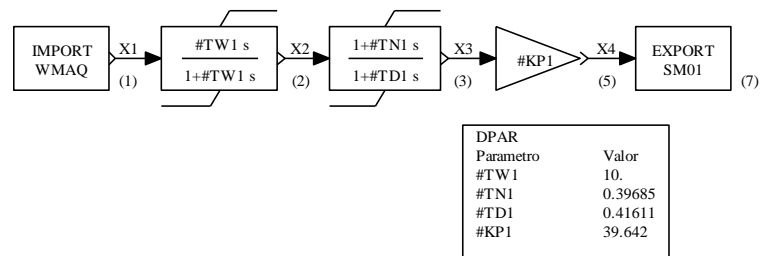 IMPORT
WMAQ
X1
(1)
#TW1 s
1+#TW1 s
X2
(2)
1+#TN1 s
1+#TD1 s
X3
(3)
#KP1
X4
(5)
EXPORT
SM01
(7)
DPAR
Parametro Valor
#TW1 10.
#TN1 0.39685
#TD1 0.41611
#KP1 39.642